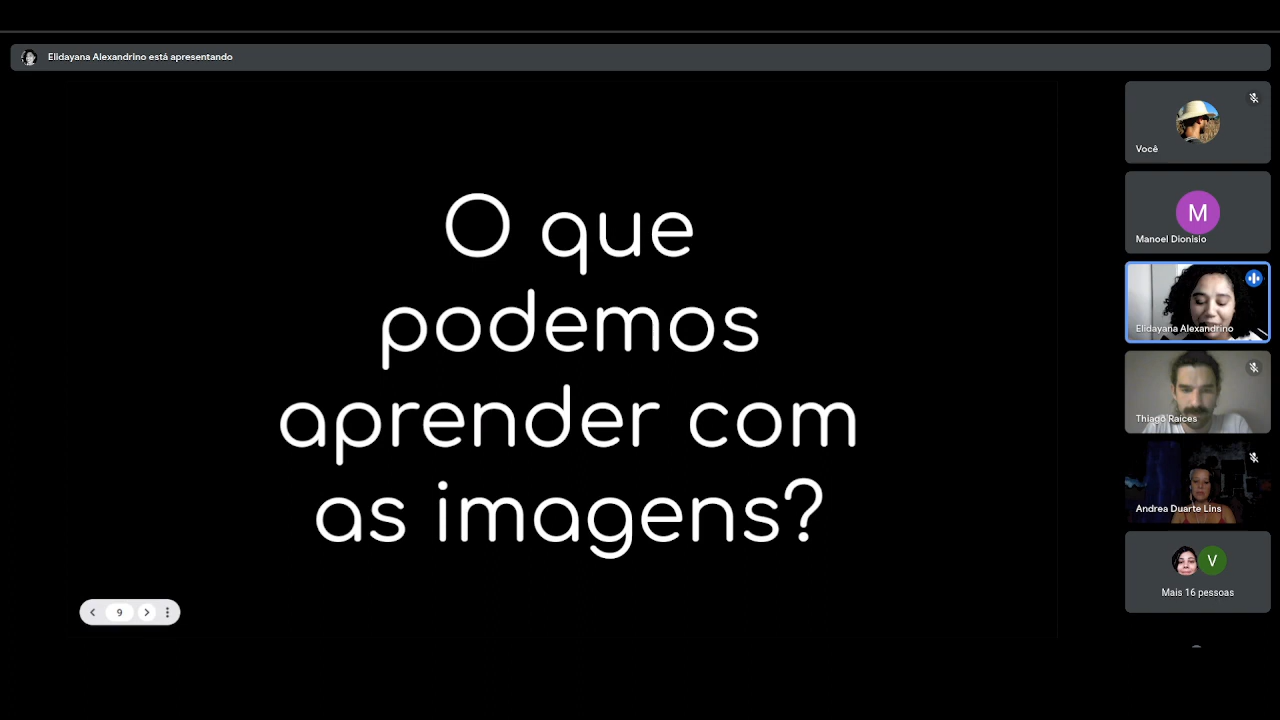 Elidayana Alexandrino está apresentando
O que
podemos
aprender com
as imagens?
9
Você
M
Manoel Dionisio
Elidayana Alexandrino
Thiago Raices
Andrea Duarte Lins
V
Mais 16 pessoas